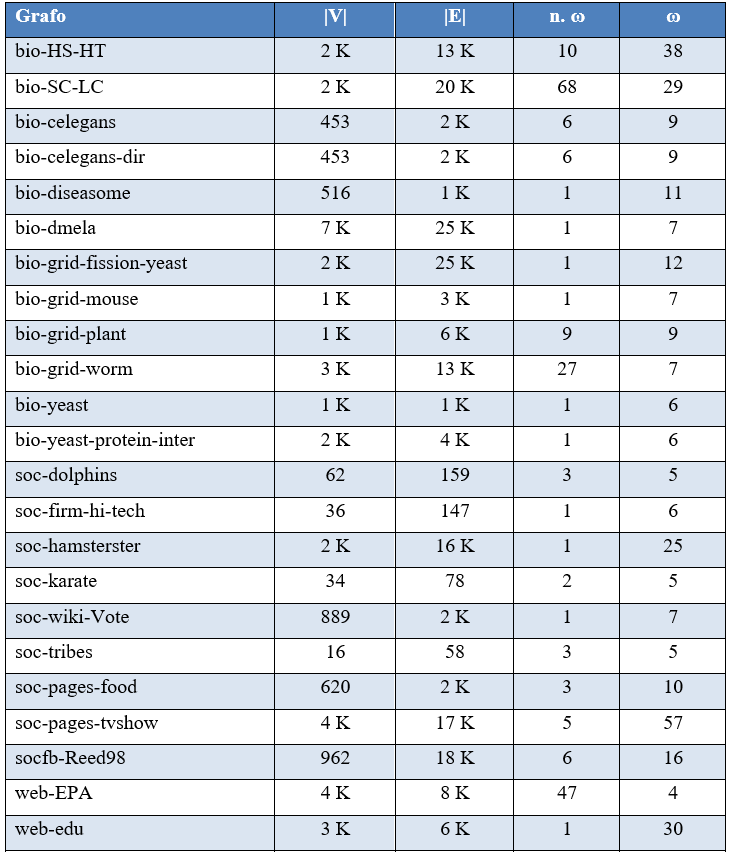 Grafo |V| |E| n. ω ω
bio-HS-HT 2 K 13 K 10 38
bio-SC-LC 2 K 20 K 68 29
bio-celegans 453 2 K 6 9
bio-celegans-dir 453 2 K 6 9
bio-diseasome 516 1 K 1 11
bio-dmela 7 K 25 K 1 7
bio-grid-fission-yeast 2 K 25 K 1 12
bio-grid-mouse 1 K 3 K 1 7
bio-grid-plant 1 K 6 K 9 9
bio-grid-worm 3 K 13 K 27 7
bio-yeast 1 K 1 K 1 6
bio-yeast-protein-inter 2 K 4 K 1 6
soc-dolphins 62 159 3 5
soc-firm-hi-tech 36 147 1 6
soc-hamsterster 2 K 16 K 1 25
soc-karate 34 78 2 5
soc-wiki-Vote 889 2 K 1 7
soc-tribes 16 58 3 5
soc-pages-food 620 2 K 3 10
soc-pages-tvshow 4 K 17 K 5 57
socfb-Reed98 962 18 K 6 16
web-EPA 4 K 8 K 47 4
web-edu 3 K 6 K 1 30